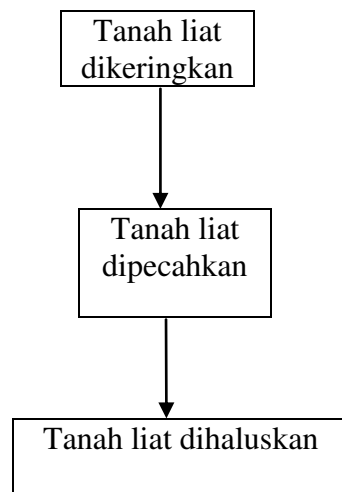 Tanah liat
dikeringkan
Tanah liat
dipecahkan
Tanah liat dihaluskan